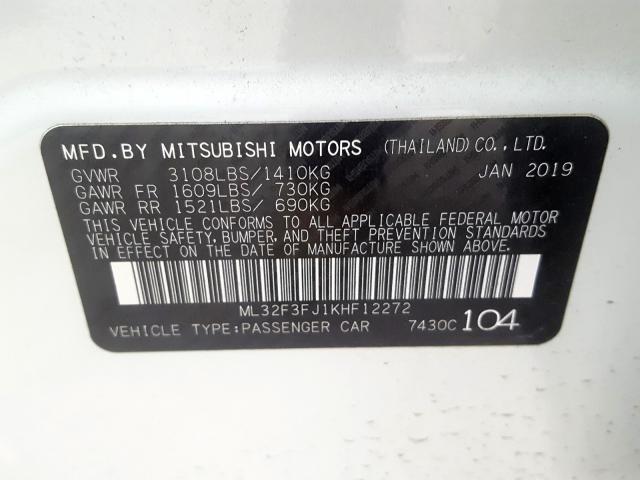 MFD.BY MITSUBISHI MOTORS (THAILAND) CO., LTD.
GVWR 3108LBS/1410KG JAN 2019
GAWR FR 1609LBS/ 730KG
GAWR RR 1521LBS/ 690KG
THIS VEHICLE CONFORMS TO ALL APPLICABLE FEDERAL MOTOR
VEHICLE SAFETY, BUMPER, AND THEFT PREVENTION STANDARDS
IN EFFECT ON THE DATE OF MANUFACTURE SHOWN ABOVE.
ML32F3FJ1KHF12272
VEHICLE TYPE:PASSENGER CAR 7430C 104